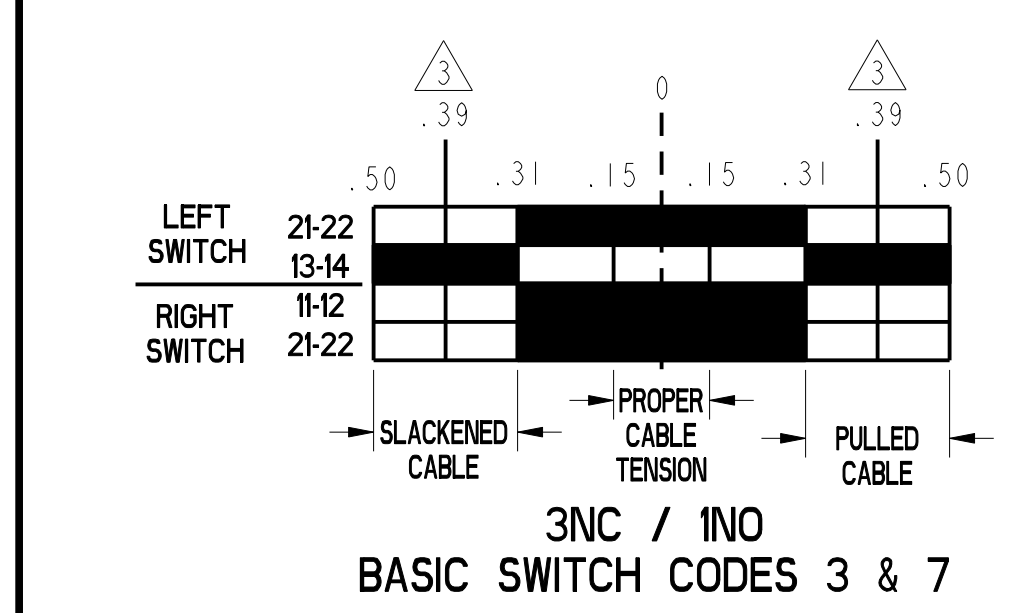 3 3
.39 0 .39
.50 .31 .15 .15 .31 .50
LEFT
SWITCH
21-22
13-14
RIGHT
SWITCH
11-12
21-22
SLACKENED
CABLE
PROPER
CABLE
TENSION
PULLED
CABLE
3NC / 1NO
BASIC SWITCH CODES 3 & 7